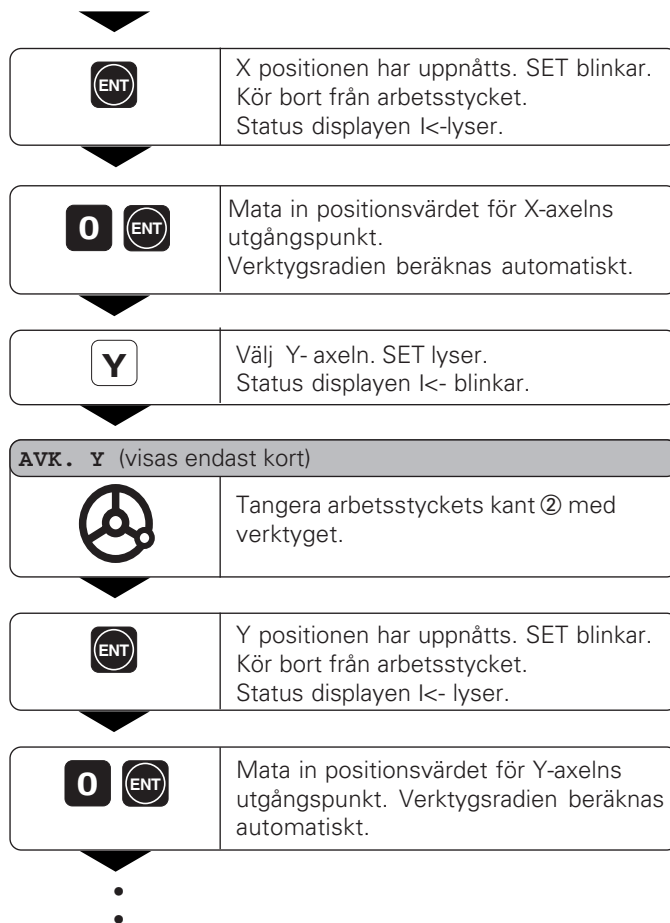 ENT
X positionen har uppnåtts. SET blinkar.
Kör bort från arbetsstycket.
Status displayen I<-lyser.
0 ENT
Mata in positionsvärdet för X-axelns
utgångspunkt.
Verktygsradien beräknas automatiskt.
Y
Välj Y- axeln. SET lyser.
Status displayen I<- blinkar.
AVK. Y (visas endast kort)
Tangera arbetsstyckets kant ② med
verktyget.
ENT
Y positionen har uppnåtts. SET blinkar.
Kör bort från arbetsstycket.
Status displayen I<- lyser.
0 ENT
Mata in positionsvärdet för Y-axelns
utgångspunkt. Verktygsradien beräknas
automatiskt.